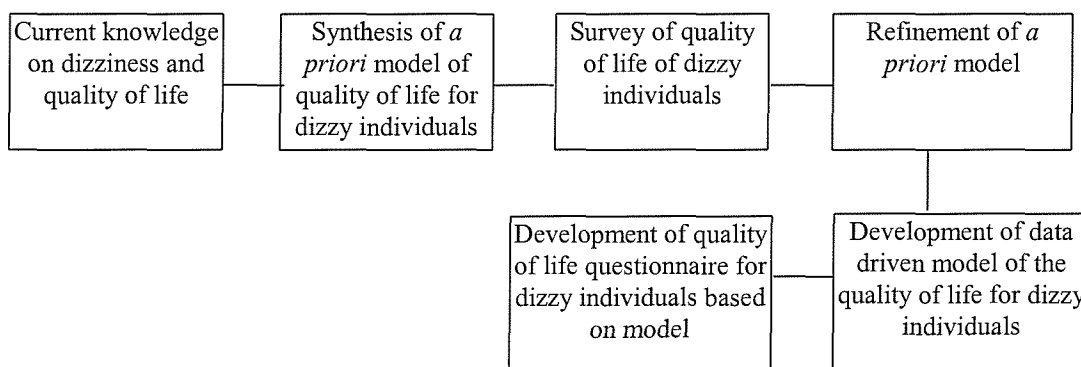 Current knowledge
on dizziness and
quality of life
Synthesis of a
priori model of
quality of life for
dizzy individuals
Survey of quality
of life of dizzy
individuals
Refinement of a
priori model
Development of quality
of life questionnaire for
dizzy individuals based
on model
Development of data
driven model of the
quality of life for dizzy
individuals